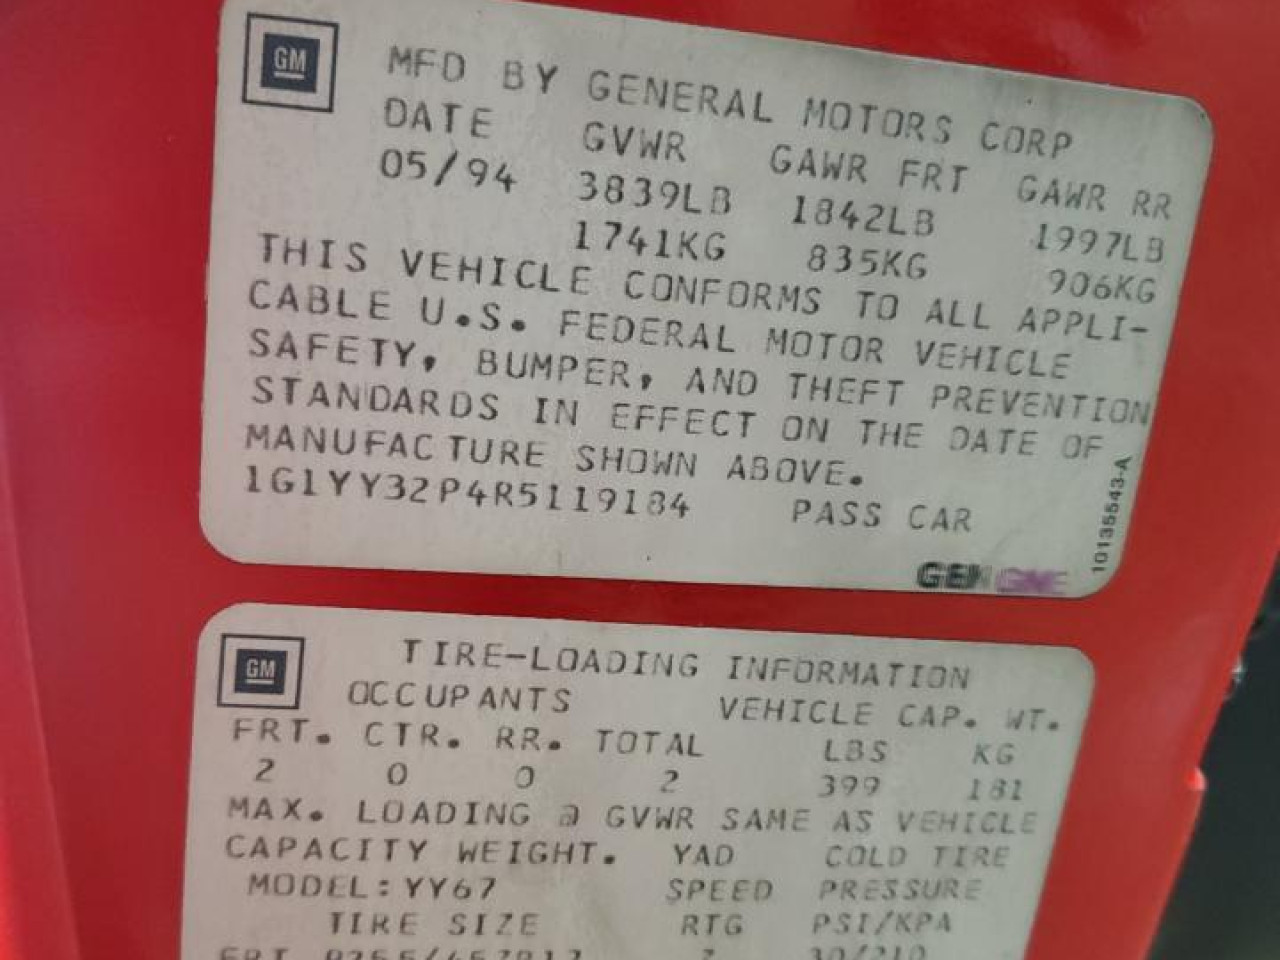 GM
MFD BY GENERAL MOTORS CORP
DATE GVWR GAWR FRT GAWR RR
05/94 3839LB 1842LB 1997LB
1741KG 835KG 906KG
THIS VEHICLE CONFORMS TO ALL APPLI-
CABLE U.S. FEDERAL MOTOR VEHICLE
SAFETY, BUMPER, AND THEFT PREVENTION
STANDARDS IN EFFECT ON THE DATE OF
MANUFACTURE SHOWN ABOVE.
1G1YY32P4R5119184 PASS CAR
10135543-A
GM
TIRE-LOADING INFORMATION
OCCUPANTS VEHICLE CAP. WT.
FRT. CTR. RR. TOTAL LBS KG
2 0 0 2 399 181
MAX. LOADING @ GVWR SAME AS VEHICLE
CAPACITY WEIGHT. YAD COLD TIRE
MODEL:YY67 SPEED PRESSURE
TIRE SIZE RTG PSI/KPA
FRT